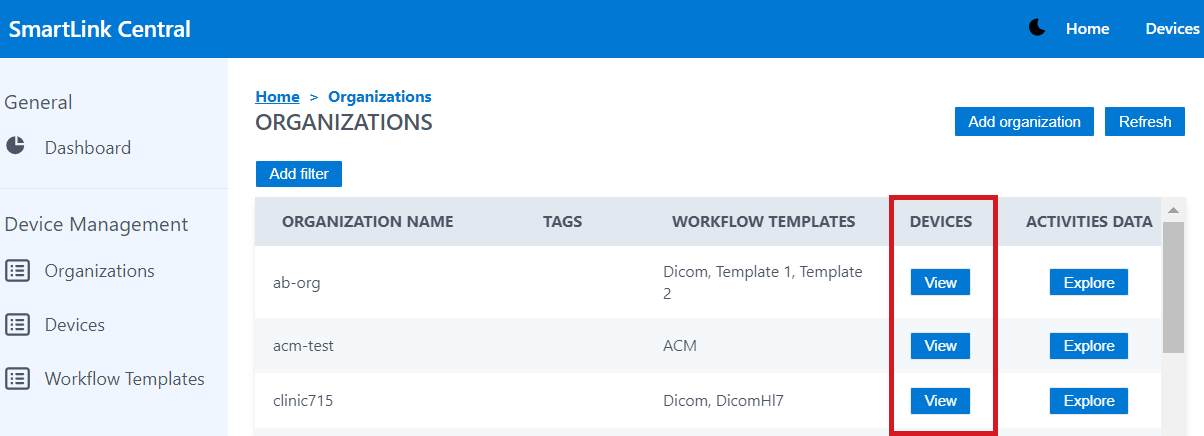 SmartLink Central
Home
Devices
General
Dashboard
Device Management
Organizations
Devices
Workflow Templates
Home > Organizations
ORGANIZATIONS
Add organization
Refresh
Add filter
ORGANIZATION NAME TAGS WORKFLOW TEMPLATES DEVICES ACTIVITIES DATA
ab-org Dicom, Template 1, Template View Explore
2
acm-test ACM View Explore
clinic715 Dicom, DicomHl7 View Explore